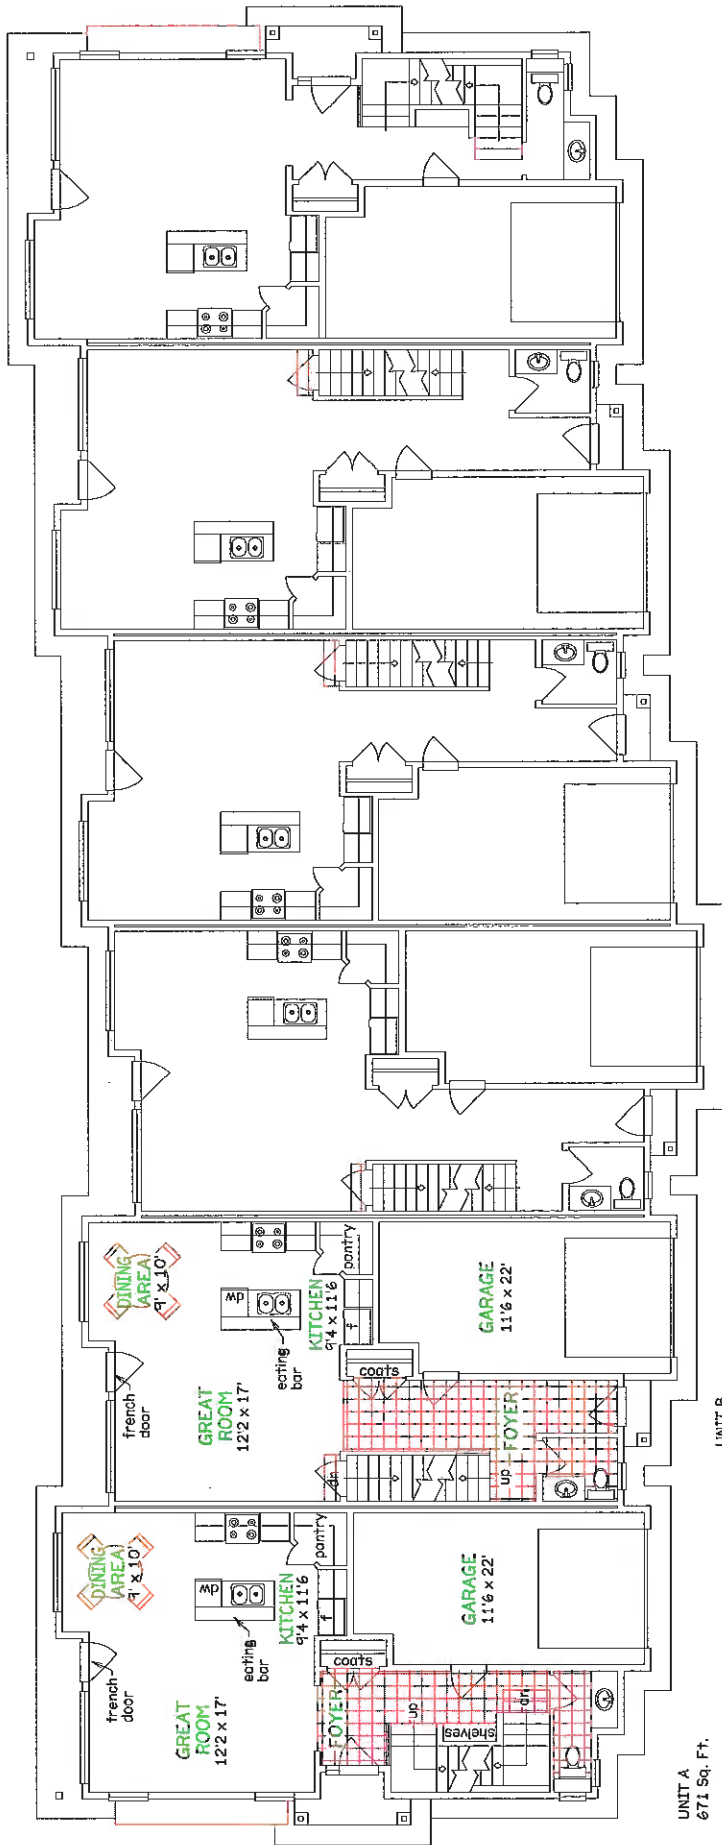 french
door
GREAT
ROOM
12'2 x 17'
DINING
AREA
9' x 10'
eating
bar
dw
KITCHEN
9'4 x 11'6
pantry
f
coats
FOYER
up
shelves
GARAGE
11'6 x 22'
UNIT A
671 Sq. Ft.
french
door
GREAT
ROOM
12'2 x 17'
DINING
AREA
9' x 10'
eating
bar
dw
KITCHEN
9'4 x 11'6
pantry
f
coats
dn
up
FOYER
GARAGE
11'6 x 22'
UNIT B